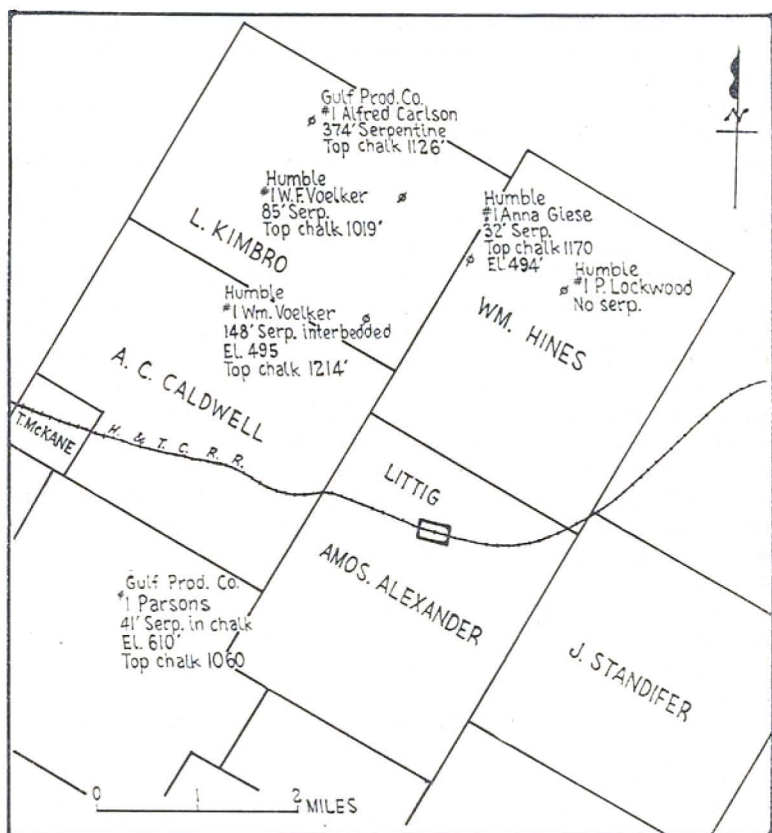 Gulf Prod. Co.
#1 Alfred Carlson
374' Serpentine
Top chalk 1126'
N
Humble
#1 W.F. Voelker
85' Serp.
Top chalk 1019'
Humble
#1 Anna Giese
32' Serp.
Top chalk 1170
El. 494'
L. KIMBRO
Humble
#1 P. Lockwood
No serp.
Humble
#1 Wm. Voelker
148' Serp. interbedded
El. 495
Top chalk 1214'
WM. HINES
A. C. CALDWELL
T. McKANE
H. & T. C. R. R.
LITTIG
AMOS. ALEXANDER
Gulf Prod. Co.
#1 Parsons
41' Serp. in chalk
El. 610'
Top chalk 1060
J. STANDIFER
0 1 2 MILES